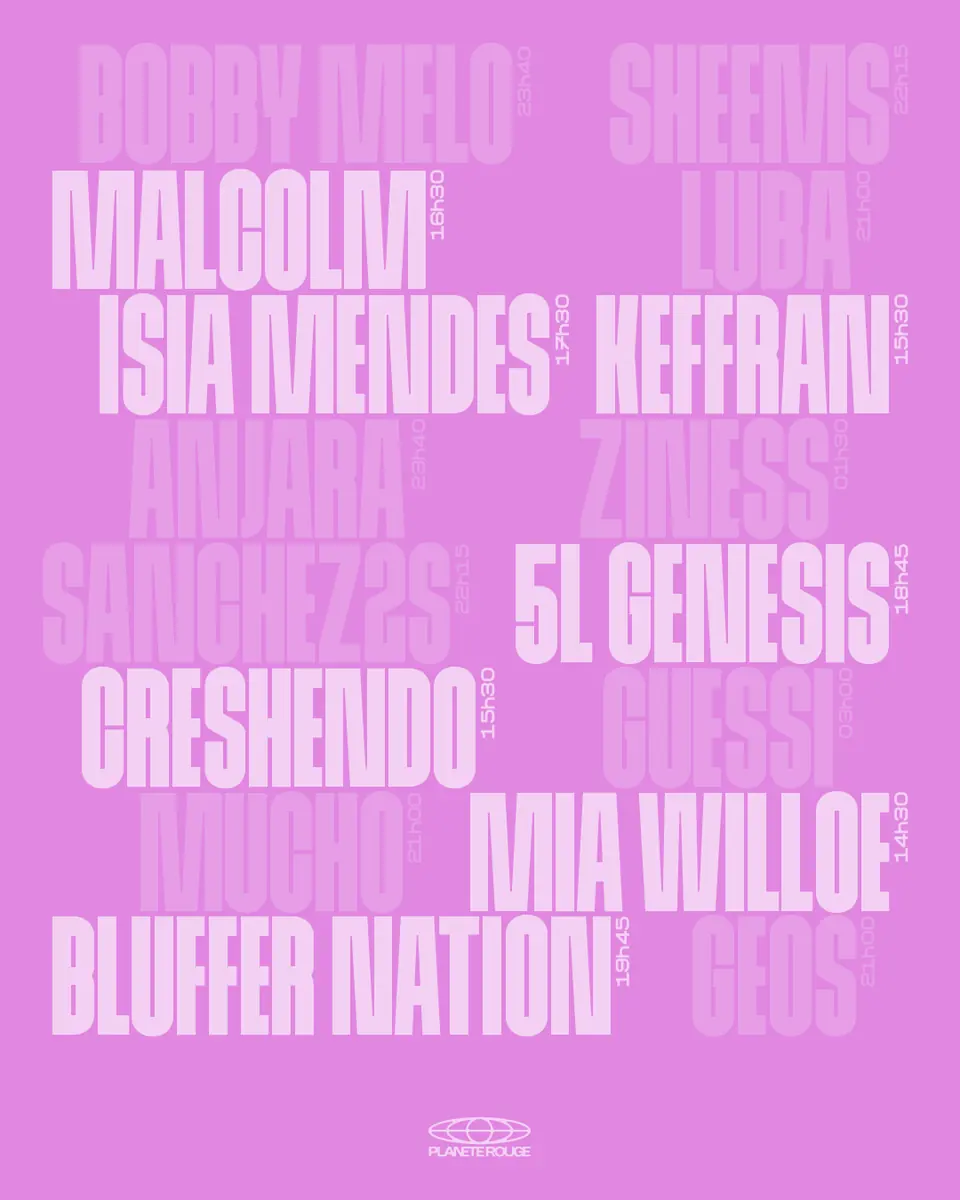 BOBBY MELO 23h40 SHEEMS 22h15
MALCOLM 16h30 LUBA 21h00
ISIA MENDES 17h30 KEFFRAN 15h30
ANJARA 23h40 ZINESS 01h30
SANCHEZ2S 22h15 5L GENESIS 18h45
CRESHENDO 15h30 GUESSI 03h00
MUCHO 21h00 MIA WILLOE 14h30
BLUFFER NATION 19h45 GEOS 21h00
PLANETE ROUGE